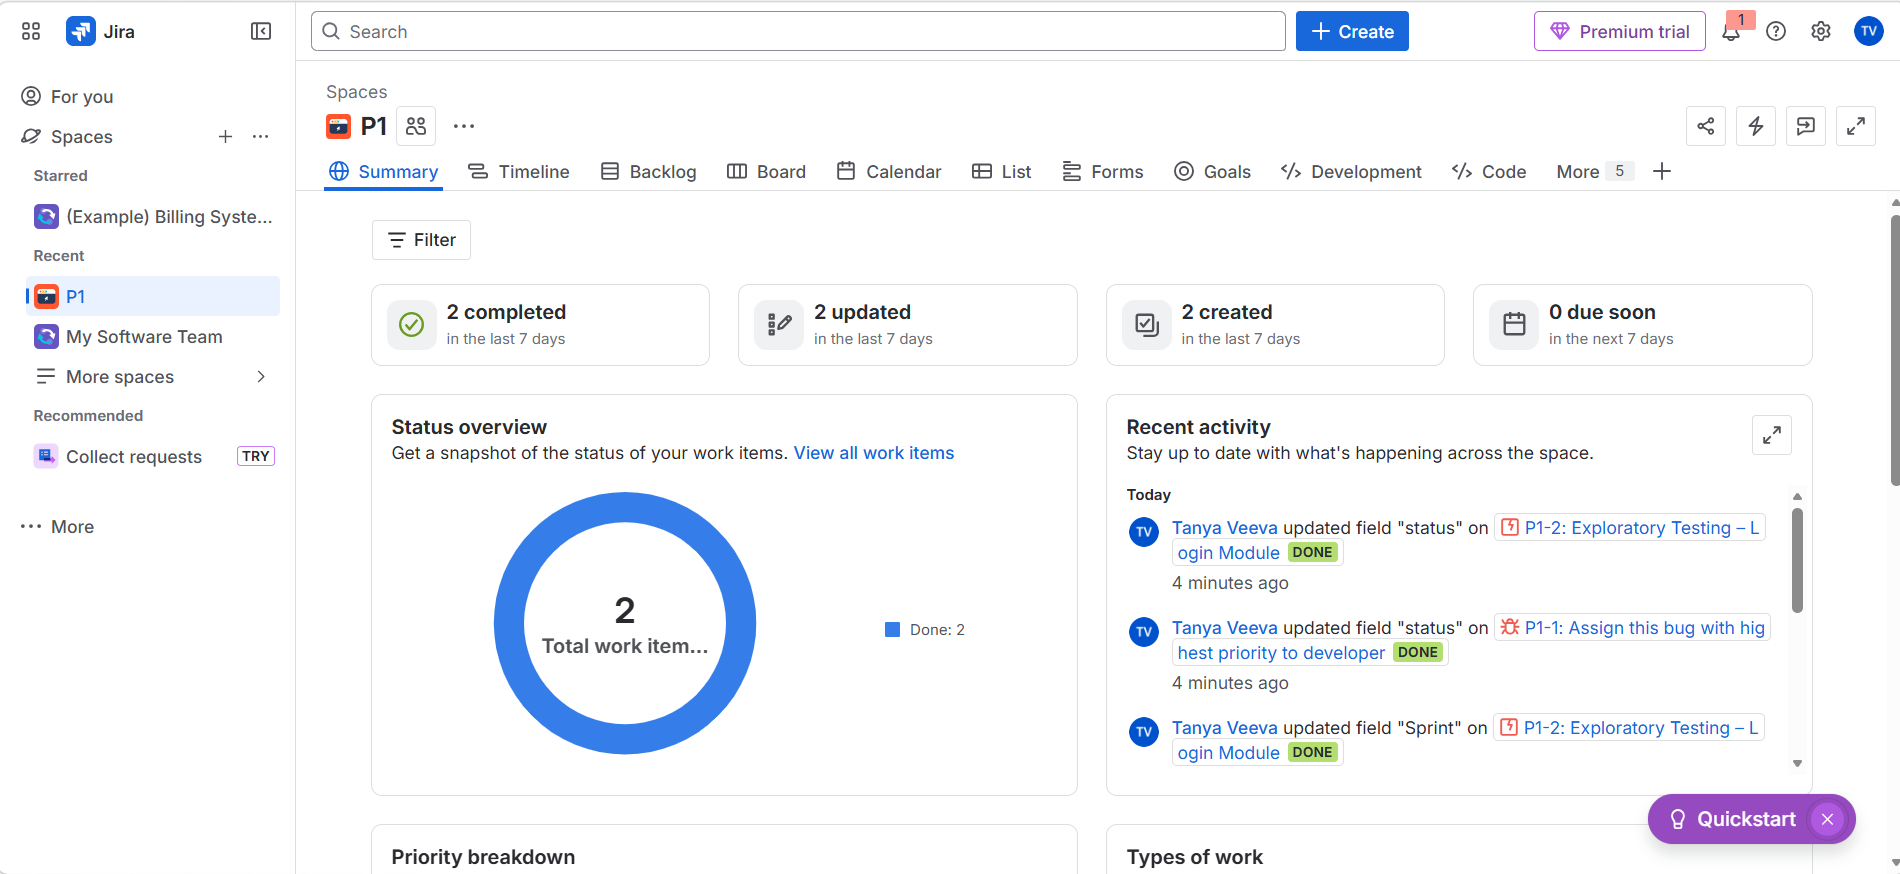 Jira
Search
Create
Premium trial
1
TV
For you
Spaces
Starred
(Example) Billing Syste...
Recent
P1
My Software Team
More spaces
Recommended
Collect requests TRY
More
Spaces
P1
Summary
Timeline
Backlog
Board
Calendar
List
Forms
Goals
Development
Code
More 5
Filter
2 completed
in the last 7 days
2 updated
in the last 7 days
2 created
in the last 7 days
0 due soon
in the next 7 days
Status overview
Get a snapshot of the status of your work items. View all work items
2
Total work item...
Done: 2
Recent activity
Stay up to date with what's happening across the space.
Today
TV
Tanya Veeva updated field "status" on P1-2: Exploratory Testing – L
ogin Module DONE
4 minutes ago
TV
Tanya Veeva updated field "status" on P1-1: Assign this bug with hig
hest priority to developer DONE
4 minutes ago
TV
Tanya Veeva updated field "Sprint" on P1-2: Exploratory Testing – L
ogin Module DONE
Quickstart
Priority breakdown
Types of work